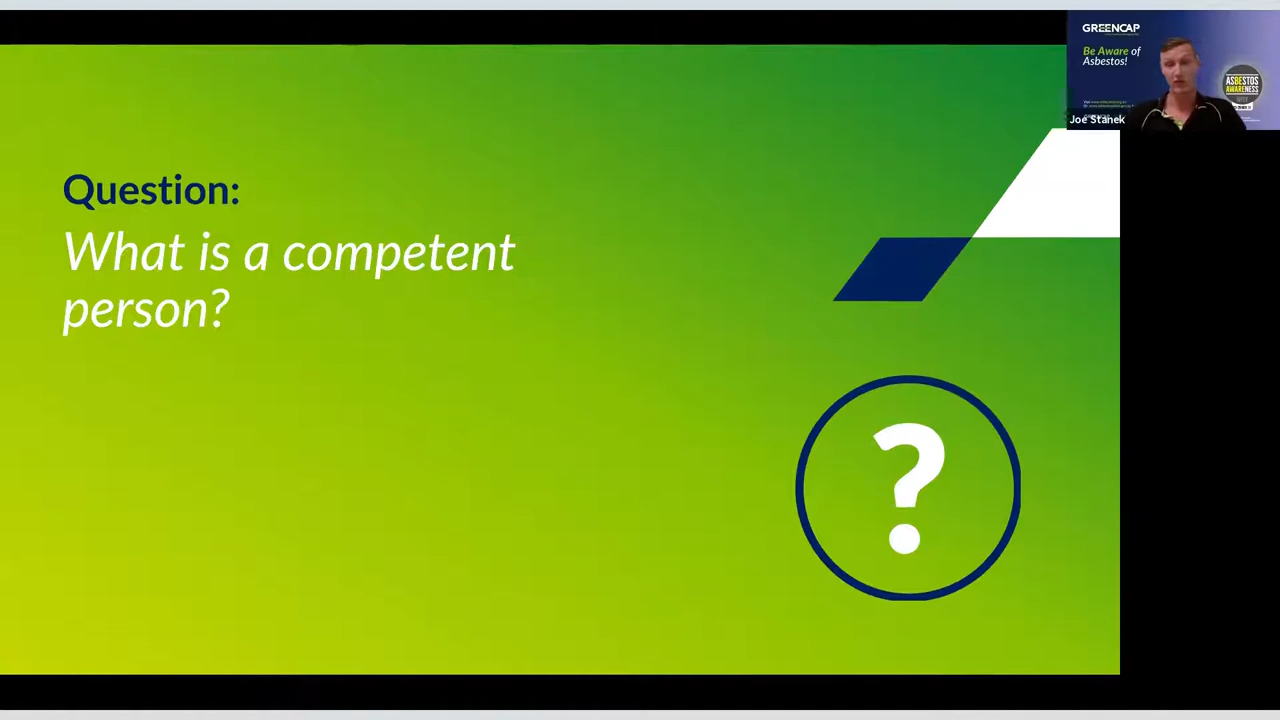 Question:
What is a competent
person?
?
GREENCAP
Be Aware of
Asbestos!
ASBESTOS
AWARENESS
Joe Stanek